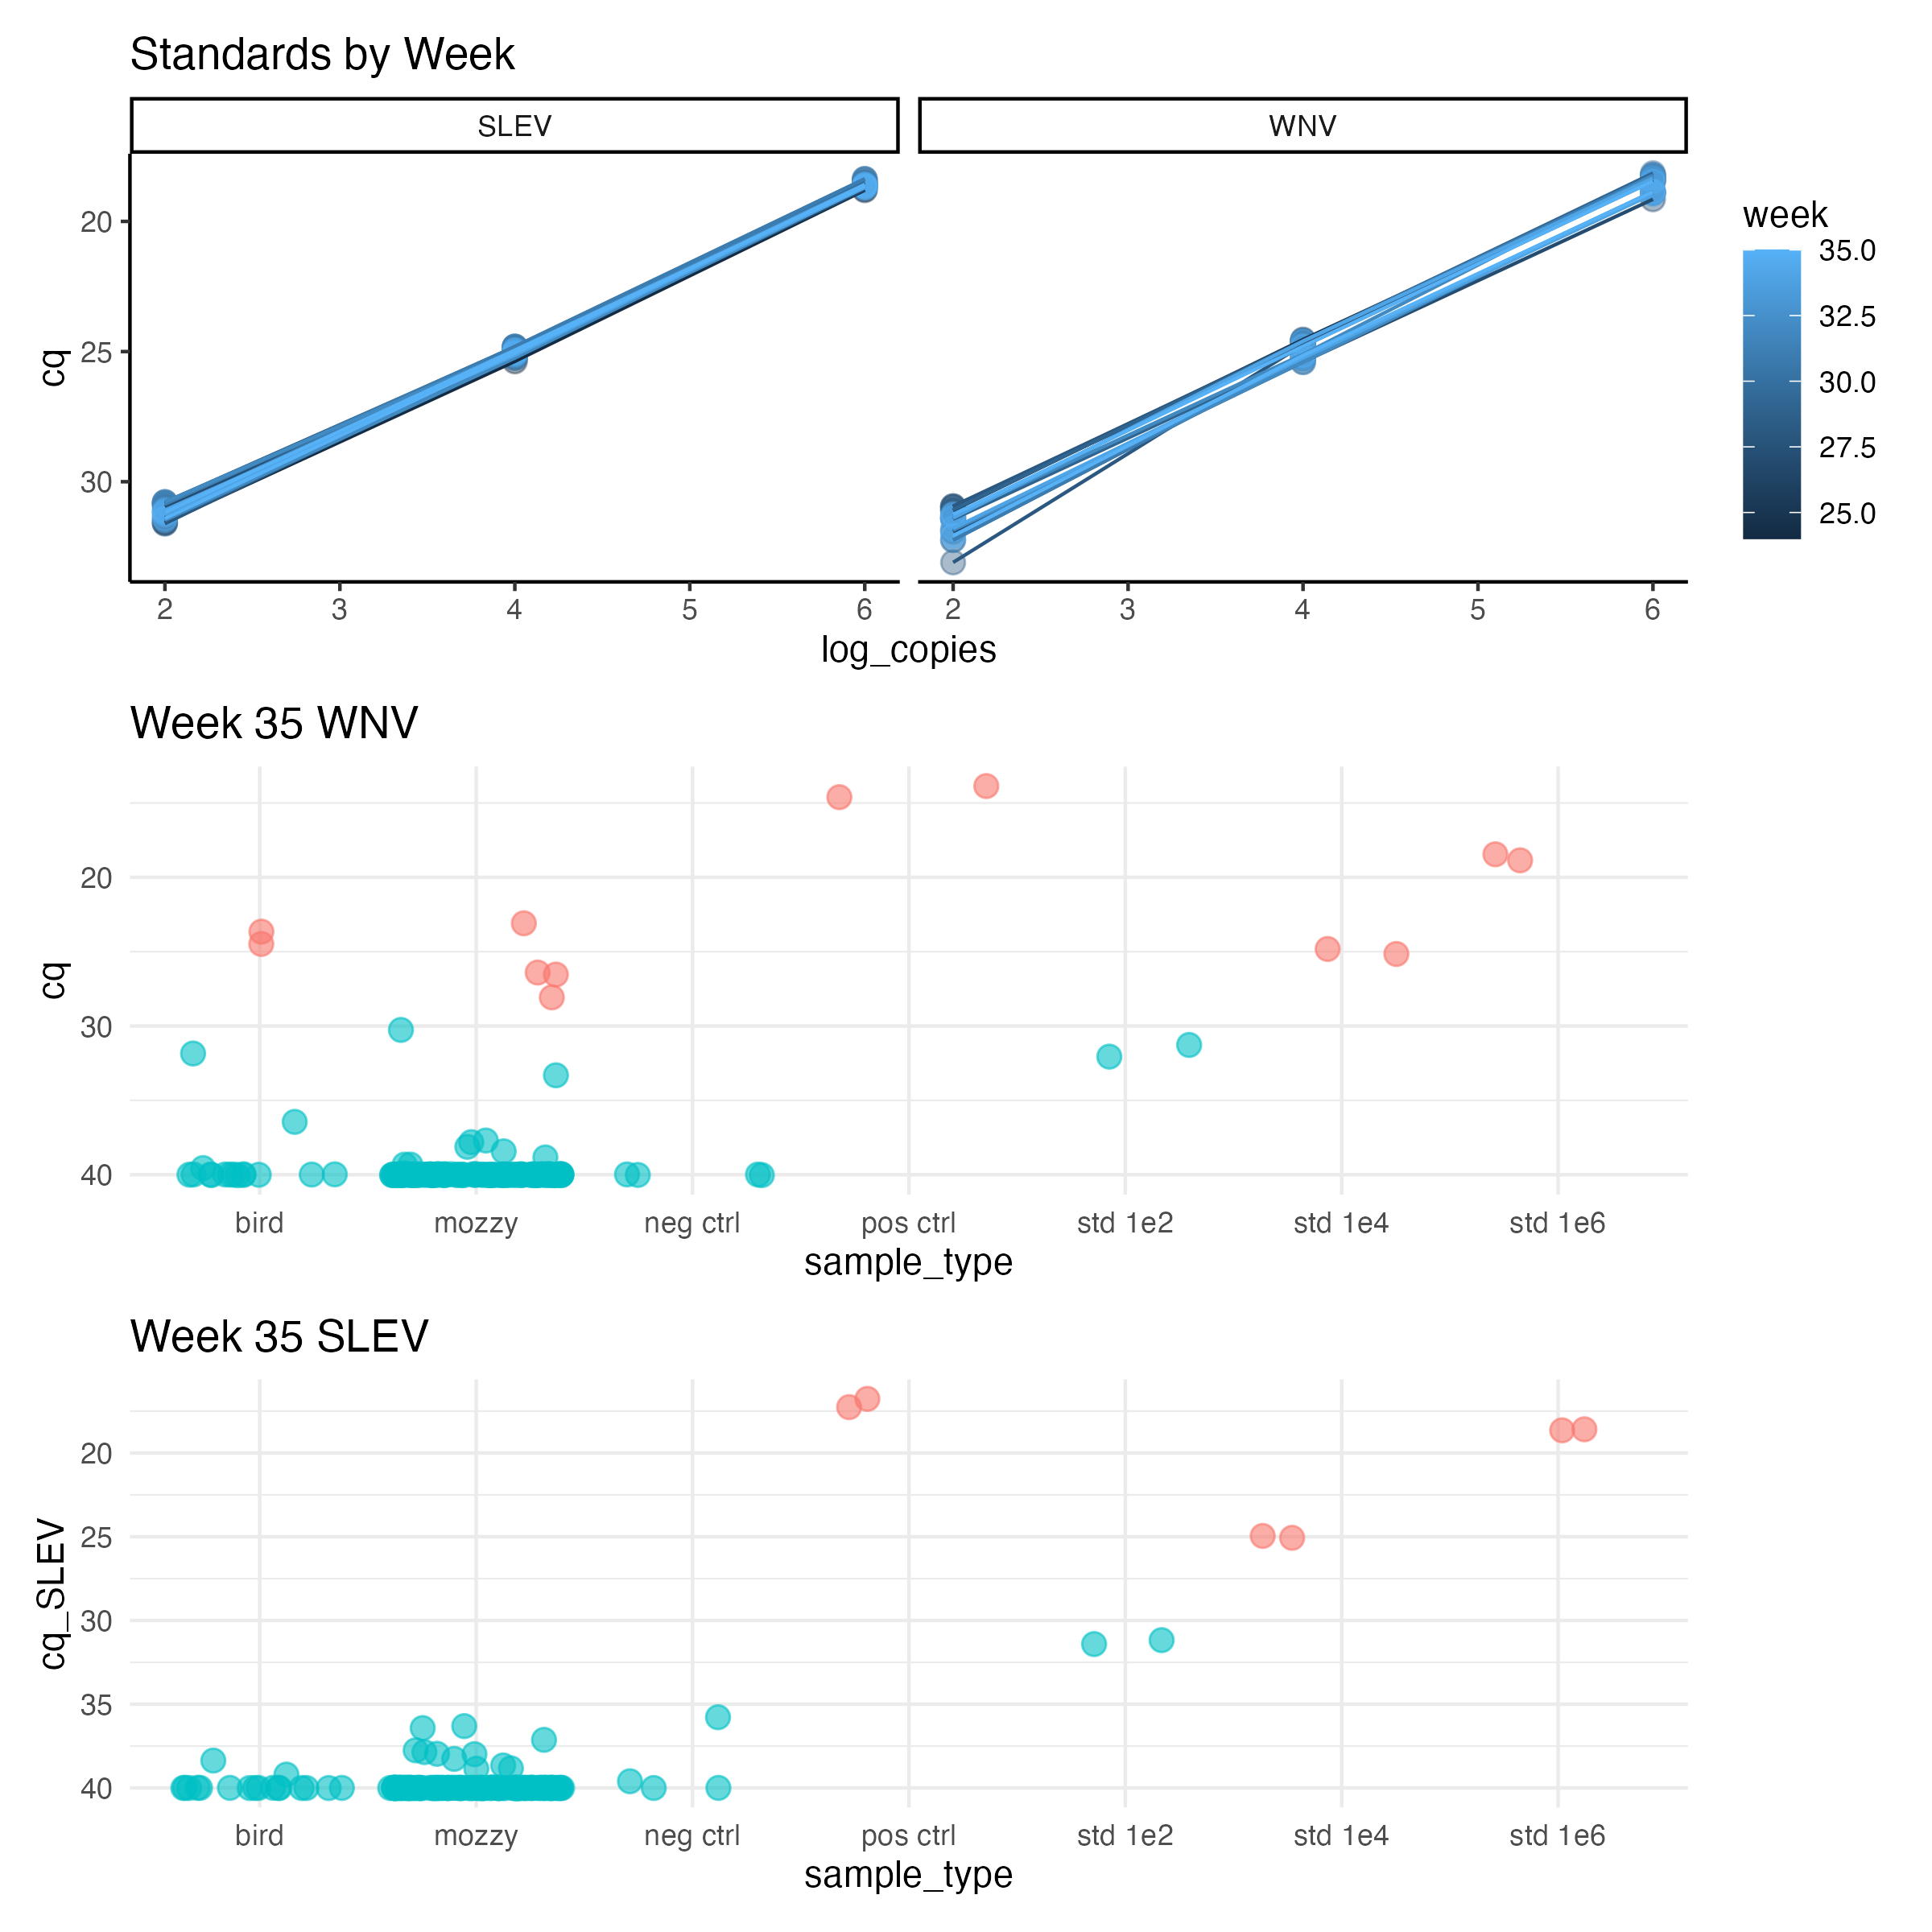 Standards by Week
SLEV WNV
20
25
30
cq
2 3 4 5 6 2 3 4 5 6
log_copies
week
35.0
32.5
30.0
27.5
25.0
Week 35 WNV
20
30
40
cq
bird mozzy neg ctrl pos ctrl std 1e2 std 1e4 std 1e6
sample_type
Week 35 SLEV
20
25
30
35
40
cq_SLEV
bird mozzy neg ctrl pos ctrl std 1e2 std 1e4 std 1e6
sample_type